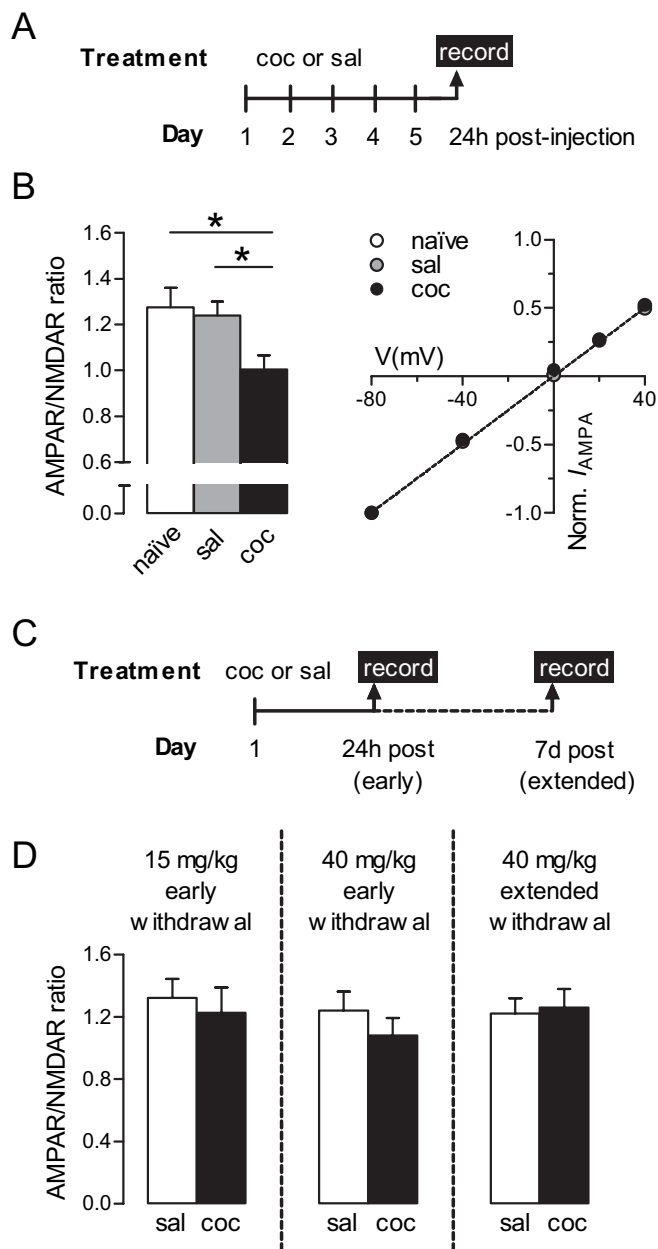 A
Treatment coc or sal record
Day 1 2 3 4 5 24h post-injection
B
AMPAR/NMDAR ratio
1.6
1.4
1.2
1.0
0.8
0.6
0.0
* 
*
naïve sal coc
naïve
sal
coc
V(mV)
-80 -40 40
1.0
0.5
0
-0.5
-1.0
Norm. IAMPA
C
Treatment coc or sal record record
Day 1 24h post 7d post
(early) (extended)
D
15 mg/kg
early
withdrawal
40 mg/kg
early
withdrawal
40 mg/kg
extended
withdrawal
AMPAR/NMDAR ratio
1.6
1.2
0.8
0.4
0.0
sal coc sal coc sal coc